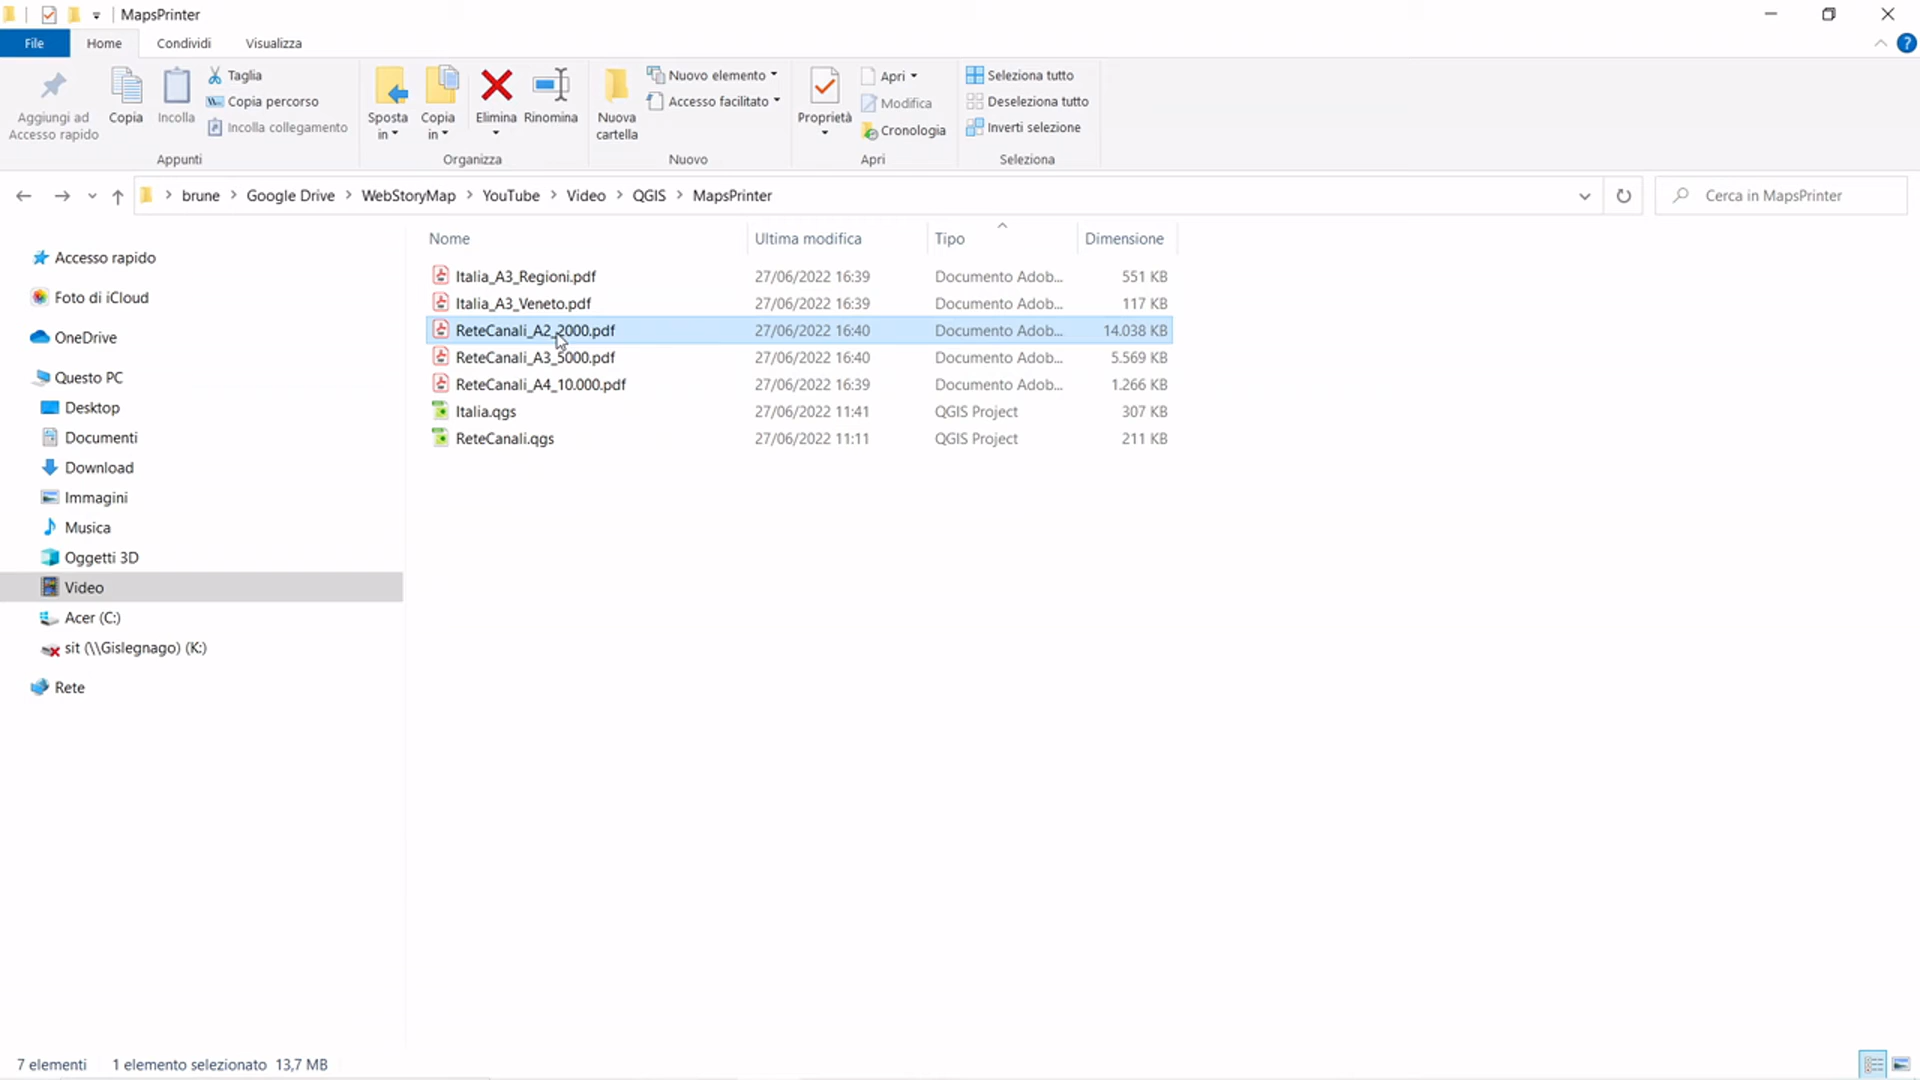 MapsPrinter
File Home Condividi Visualizza
Aggiungi ad Accesso rapido
Copia
Incolla
Taglia
Copia percorso
Incolla collegamento
Appunti
Sposta in
Copia in
Elimina
Rinomina
Organizza
Nuova cartella
Nuovo elemento
Accesso facilitato
Nuovo
Proprietà
Apri
Modifica
Cronologia
Apri
Seleziona tutto
Deseleziona tutto
Inverti selezione
Seleziona
brune > Google Drive > WebStoryMap > YouTube > Video > QGIS > MapsPrinter
Cerca in MapsPrinter
Accesso rapido
Foto di iCloud
OneDrive
Questo PC
Desktop
Documenti
Download
Immagini
Musica
Oggetti 3D
Video
Acer (C:)
sit (\\Gislegnago) (K:)
Rete
Nome Ultima modifica Tipo Dimensione
Italia_A3_Regioni.pdf 27/06/2022 16:39 Documento Adob... 551 KB
Italia_A3_Veneto.pdf 27/06/2022 16:39 Documento Adob... 117 KB
ReteCanali_A2_2000.pdf 27/06/2022 16:40 Documento Adob... 14.038 KB
ReteCanali_A3_5000.pdf 27/06/2022 16:40 Documento Adob... 5.569 KB
ReteCanali_A4_10.000.pdf 27/06/2022 16:39 Documento Adob... 1.266 KB
Italia.qgs 27/06/2022 11:41 QGIS Project 307 KB
ReteCanali.qgs 27/06/2022 11:11 QGIS Project 211 KB
7 elementi 1 elemento selezionato 13,7 MB